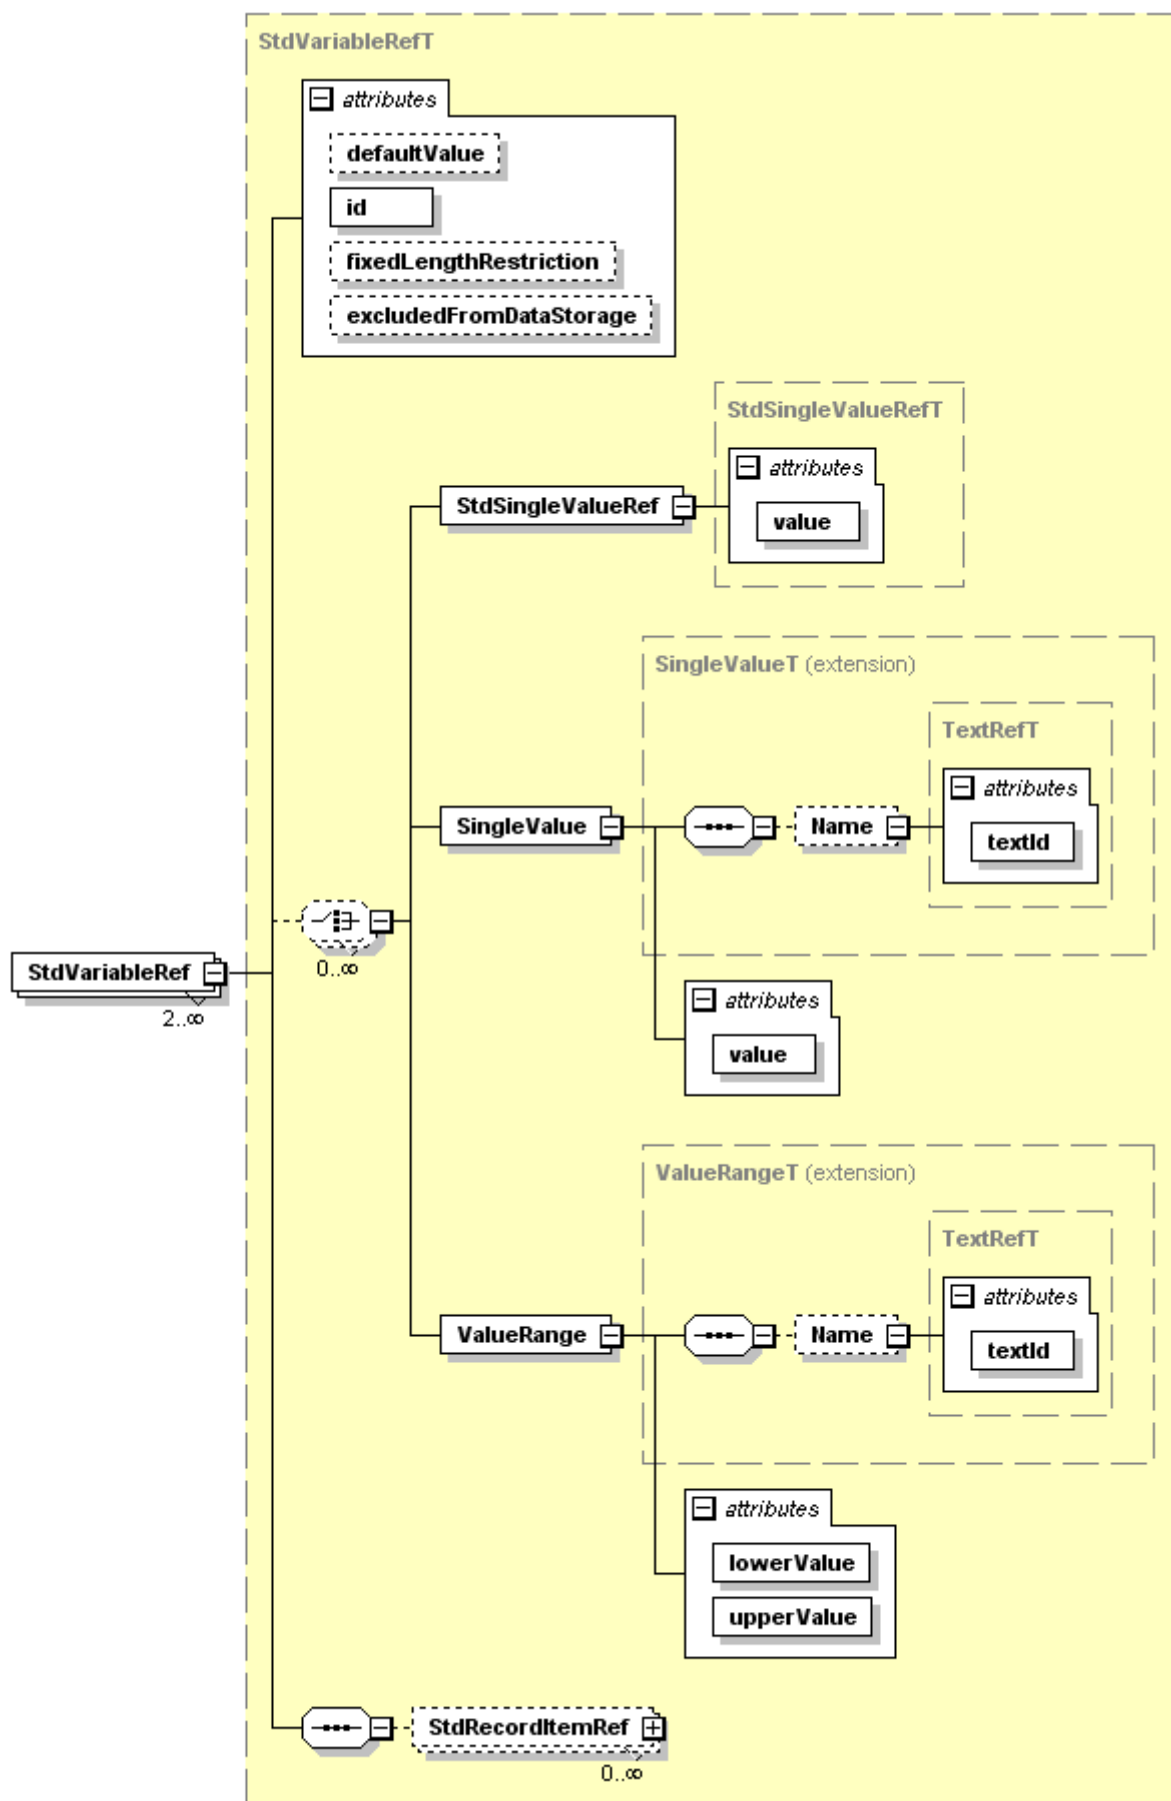 StdVariableRefT
attributes
defaultValue
id
fixedLengthRestriction
excludedFromDataStorage
StdSingleValueRefT
attributes
StdSingleValueRef
value
SingleValueT (extension)
TextRefT
attributes
SingleValue
Name
textId
0..∞
StdVariableRef
2..∞
attributes
value
ValueRangeT (extension)
TextRefT
attributes
ValueRange
Name
textId
attributes
lowerValue
upperValue
StdRecordItemRef
0..∞